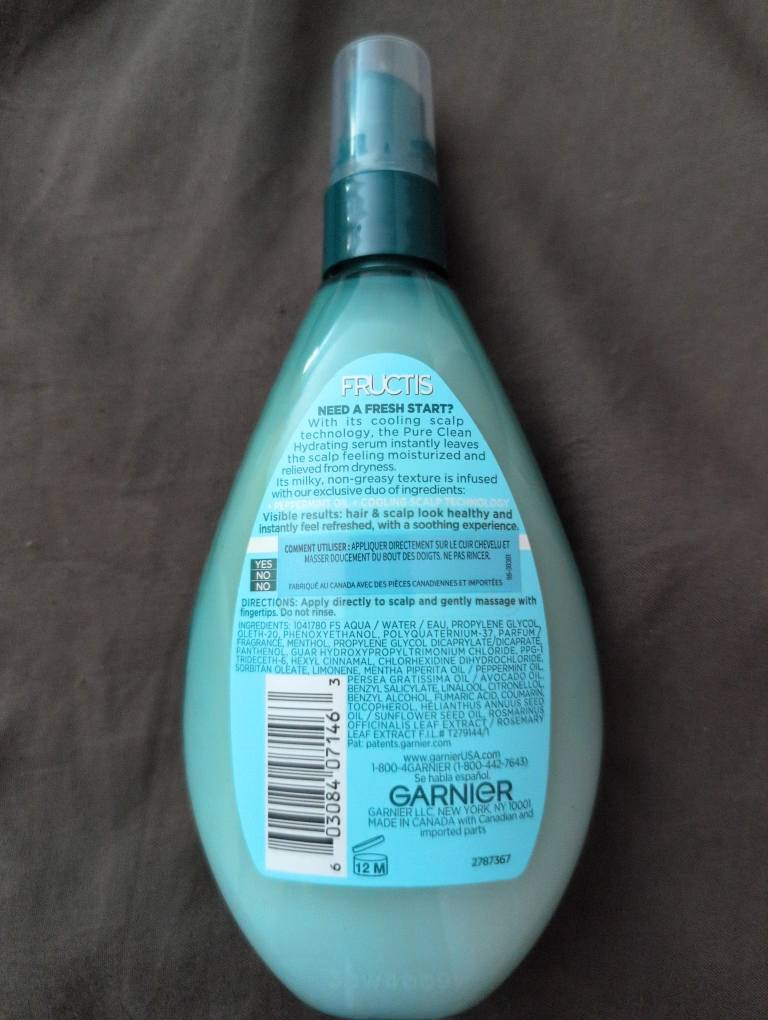 FRUCTIS
NEED A FRESH START?
With its cooling scalp
technology, the Pure Clean
Hydrating serum instantly leaves
the scalp feeling moisturized and
relieved from dryness.
Its milky, non-greasy texture is infused
with our exclusive duo of ingredients:
• PEPPERMINT OIL + COOLING SCALP TECHNOLOGY
Visible results: hair & scalp look healthy and
instantly feel refreshed, with a soothing experience.
COMMENT UTILISER : APPLIQUER DIRECTEMENT SUR LE CUIR CHEVELU ET
MASSER DOUCEMENT DU BOUT DES DOIGTS. NE PAS RINCER.
YES
NO
NO
FABRIQUÉ AU CANADA AVEC DES PIÈCES CANADIENNES ET IMPORTÉES
DIRECTIONS: Apply directly to scalp and gently massage with
fingertips. Do not rinse.
INGREDIENTS: 1041780 FS AQUA / WATER / EAU, PROPYLENE GLYCOL,
OLETH-20, PHENOXYETHANOL, POLYQUATERNIUM-37, PARFUM /
FRAGRANCE, MENTHOL, PROPYLENE GLYCOL DICAPRYLATE/DICAPRATE,
PANTHENOL, GUAR HYDROXYPROPYLTRIMONIUM CHLORIDE, PPG-1
TRIDECETH-6, HEXYL CINNAMAL, CHLORHEXIDINE DIHYDROCHLORIDE,
SORBITAN OLEATE, LIMONENE, MENTHA PIPERITA OIL / PEPPERMINT OIL,
PERSEA GRATISSIMA OIL / AVOCADO OIL,
BENZYL SALICYLATE, LINALOOL, CITRONELLOL,
BENZYL ALCOHOL, FUMARIC ACID, COUMARIN,
TOCOPHEROL, HELIANTHUS ANNUUS SEED
OIL / SUNFLOWER SEED OIL, ROSMARINUS
OFFICINALIS LEAF EXTRACT / ROSEMARY
LEAF EXTRACT F.I.L.# T279144/1
Pat: patents.garnier.com
www.garnierUSA.com
1-800-4GARNIER (1-800-442-7643)
Se habla español.
GARNIER
GARNIER LLC, NEW YORK, NY 10001
MADE IN CANADA with Canadian and
imported parts
6 03084 07146 3
12 M
2787367